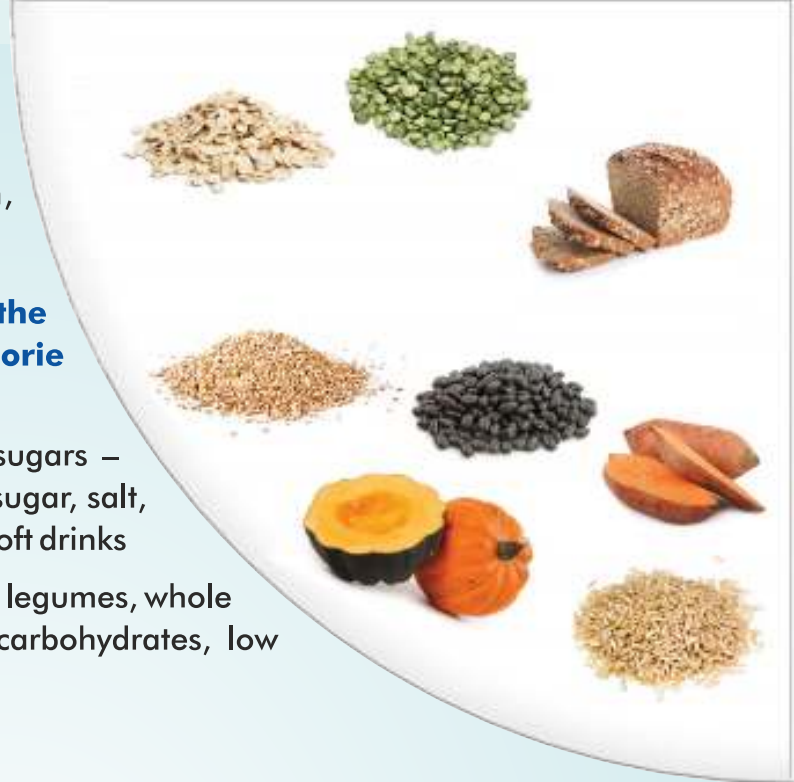 ,
the
orie
sugars –
sugar, salt,
oft drinks
legumes, whole
carbohydrates, low